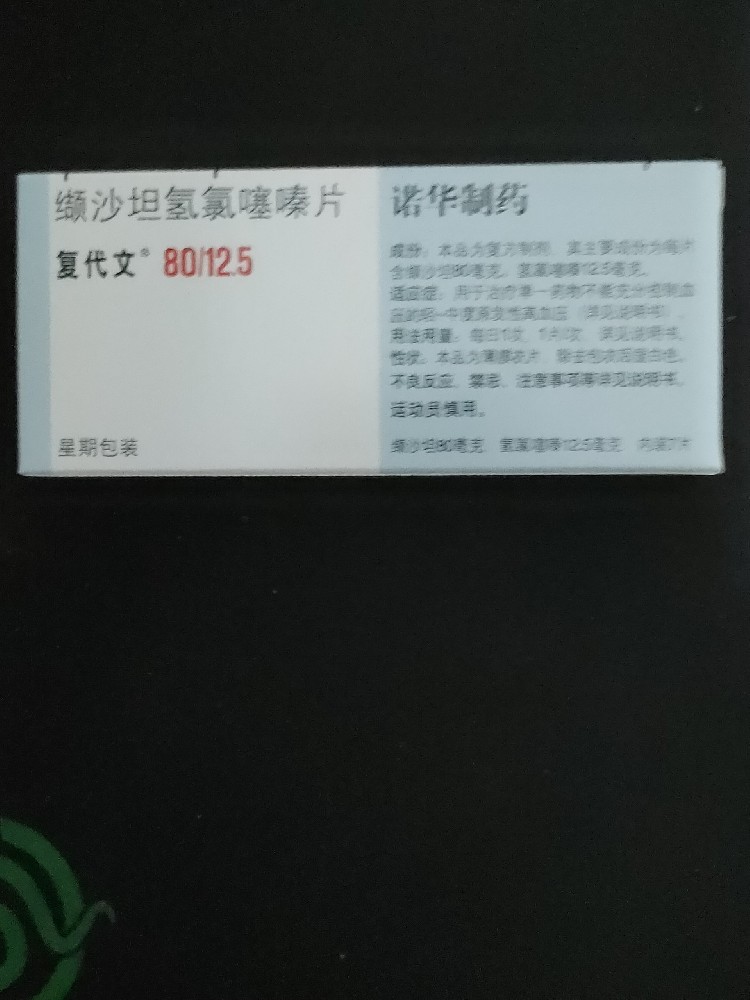 缬沙坦氢氯噻嗪片
复代文® 80/12.5
星期包装
诺华制药
成份：本品为复方制剂，其主要成份为每片
含缬沙坦80毫克，氢氯噻嗪12.5毫克。
适应症：用于治疗单一药物不能充分控制血
压的轻-中度原发性高血压（详见说明书）。
用法用量：每日1次，1片/次，详见说明书。
性状：本品为薄膜衣片，除去包衣后显白色。
不良反应、禁忌、注意事项等详见说明书。
运动员慎用。
缬沙坦80毫克 氢氯噻嗪12.5毫克 内装7片